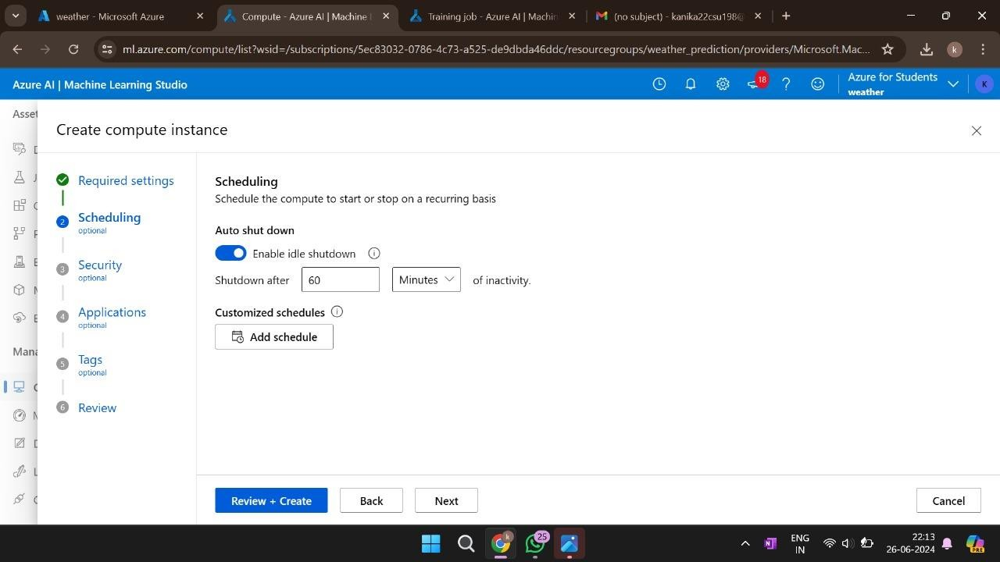 weather - Microsoft Azure
Compute - Azure AI | Machine L
Training job - Azure AI | Machin
(no subject) - kanika22csu198@
ml.azure.com/compute/list?wsid=/subscriptions/5ec83032-0786-4c73-a525-de9dbda46ddc/resourcegroups/weather_prediction/providers/Microsoft.Mac...
k
Azure AI | Machine Learning Studio
18
Azure for Students
weather
K
Asset
Create compute instance
Required settings
2
Scheduling
optional
3
Security
optional
4
Applications
optional
5
Tags
optional
6
Review
Mana
Scheduling
Schedule the compute to start or stop on a recurring basis
Auto shut down
Enable idle shutdown
Shutdown after 60 Minutes of inactivity.
Customized schedules
Add schedule
Review + Create
Back
Next
Cancel
k
25
N
ENG
IN
22:13
26-06-2024
PRE